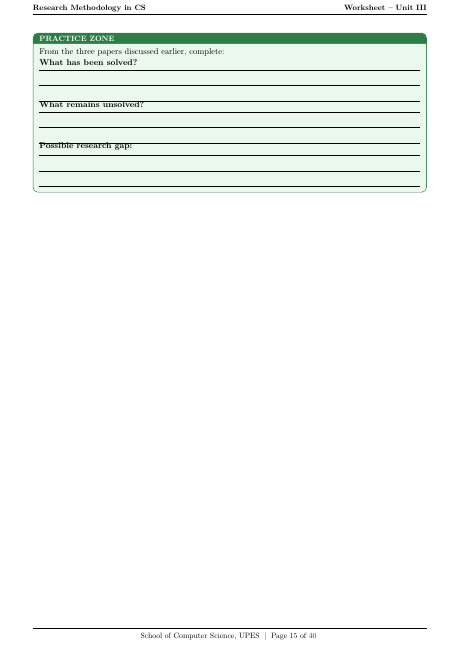 Research Methodology in CS
Worksheet – Unit III
PRACTICE ZONE
From the three papers discussed earlier, complete:
What has been solved?
What remains unsolved?
Possible research gap:
School of Computer Science, UPES | Page 15 of 40